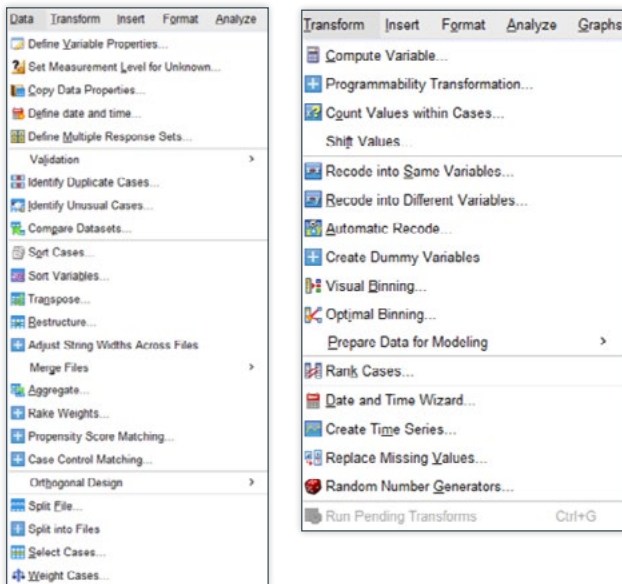 Data Transform Insert Format Analyze
Define Variable Properties...
Set Measurement Level for Unknown...
Copy Data Properties...
Define date and time...
Define Multiple Response Sets...
Validation >
Identify Duplicate Cases...
Identify Unusual Cases...
Compare Datasets...
Sort Cases...
Sort Variables...
Transpose...
Restructure...
Adjust String Widths Across Files
Merge Files >
Aggregate...
Rake Weights...
Propensity Score Matching...
Case Control Matching...
Orthogonal Design >
Split File...
Split into Files
Select Cases...
Weight Cases...
Transform Insert Format Analyze Graphs
Compute Variable...
Programmability Transformation...
Count Values within Cases...
Shift Values...
Recode into Same Variables...
Recode into Different Variables...
Automatic Recode...
Create Dummy Variables
Visual Binning...
Optimal Binning...
Prepare Data for Modeling >
Rank Cases...
Date and Time Wizard...
Create Time Series...
Replace Missing Values...
Random Number Generators...
Run Pending Transforms Ctrl+G